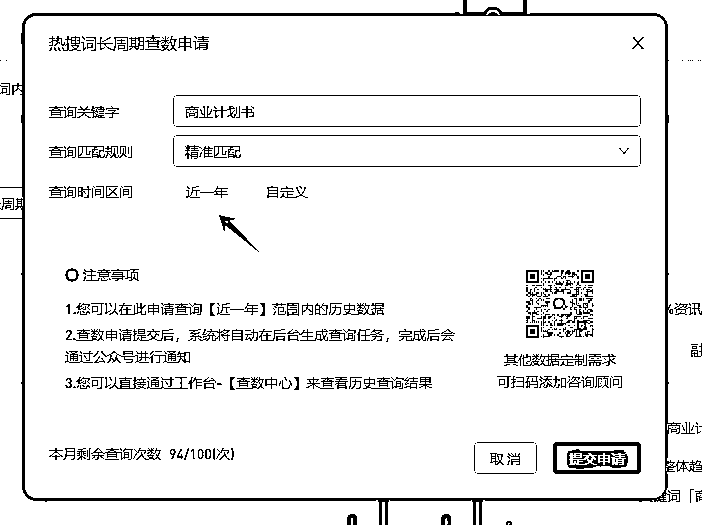 热搜词长周期查数申请
查询关键字 商业计划书
查询匹配规则 精准匹配
查询时间区间 近一年 自定义
注意事项
1.您可以在此申请查询【近一年】范围内的历史数据
2.查数申请提交后，系统将自动在后台生成查询任务，完成后会
通过公众号进行通知
3.您可以直接通过工作台-【查数中心】来查看历史查询结果
其他数据定制需求
可扫码添加咨询顾问
本月剩余查询次数 94/100(次)
取消 提交申请
词内
周期
%资讯
商业计
整体趋
键词「商